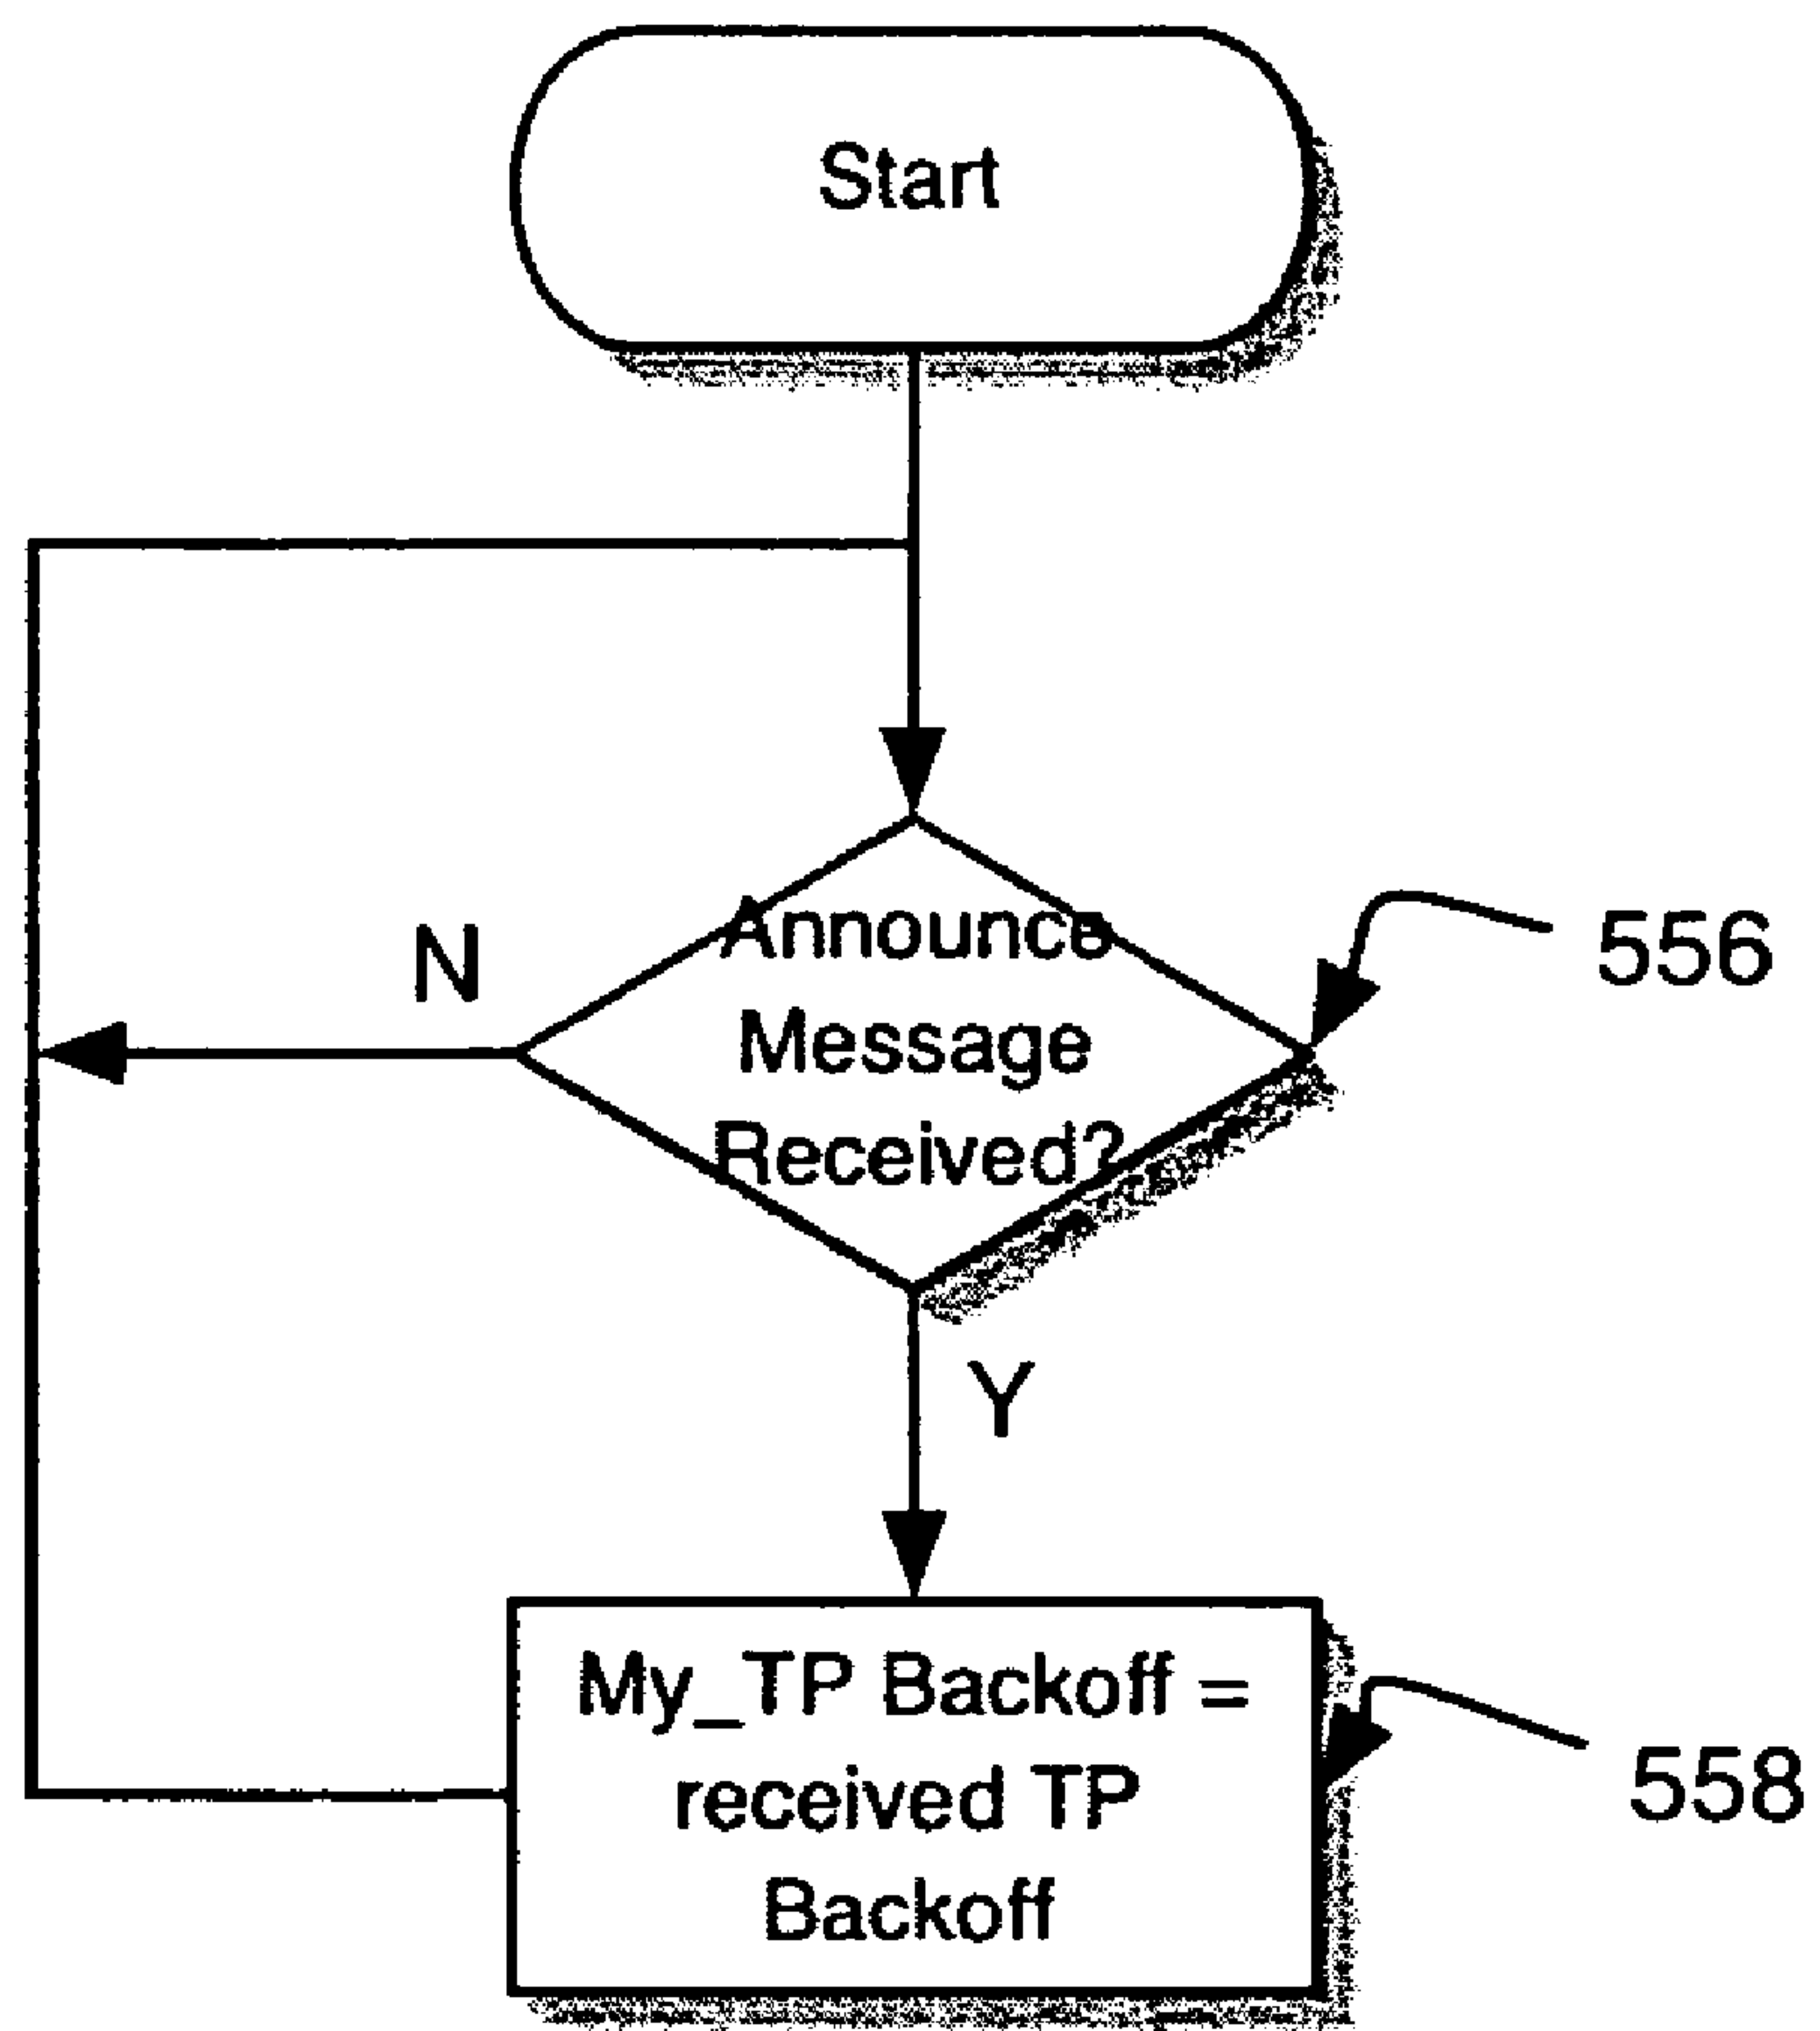 Start
N
Announce
Message
Received?
556
Y
My_TP Backoff =
received TP
Backoff
558